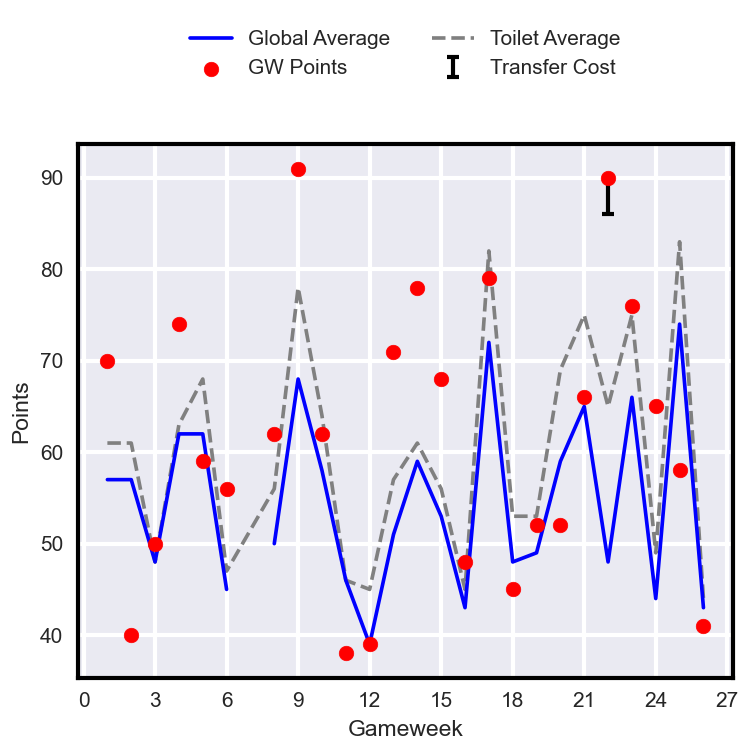 Global Average
Toilet Average
GW Points
Transfer Cost
90
80
70
60
50
40
Points
0 3 6 9 12 15 18 21 24 27
Gameweek